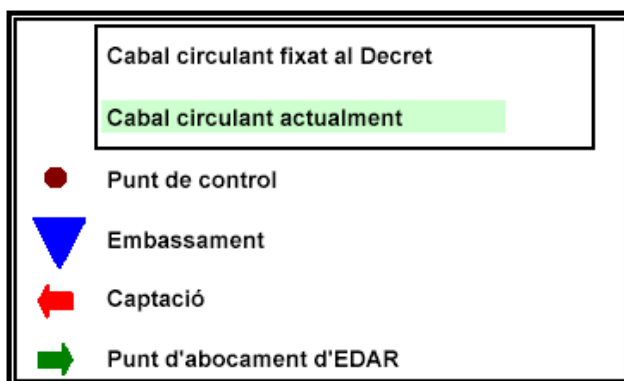 Cabal circulant fixat al Decret
Cabal circulant actualment
Punt de control
Embassament
Captació
Punt d'abocament d'EDAR